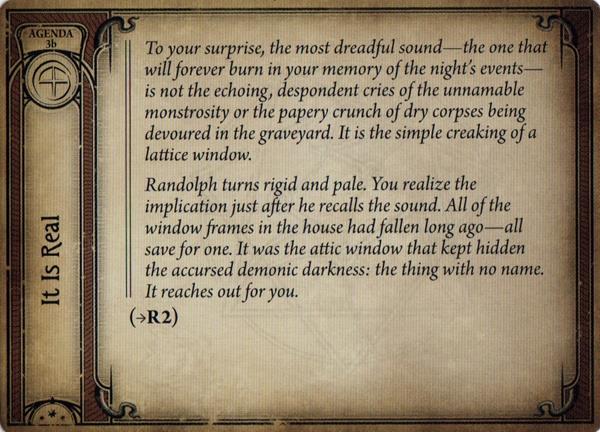 AGENDA
3b
It Is Real
To your surprise, the most dreadful sound—the one that
will forever burn in your memory of the night's events—
is not the echoing, despondent cries of the unnamable
monstrosity or the papery crunch of dry corpses being
devoured in the graveyard. It is the simple creaking of a
lattice window.
Randolph turns rigid and pale. You realize the
implication just after he recalls the sound. All of the
window frames in the house had fallen long ago—all
save for one. It was the attic window that kept hidden
the accursed demonic darkness: the thing with no name.
It reaches out for you.
(→R2)